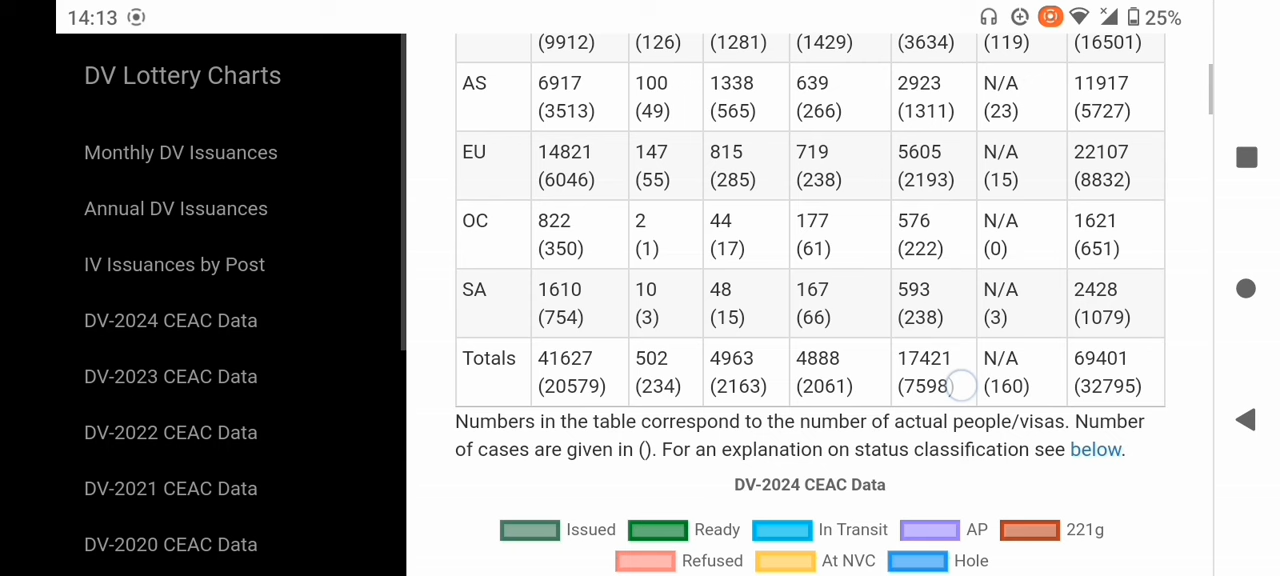 14:13 25%
DV Lottery Charts
Monthly DV Issuances
Annual DV Issuances
IV Issuances by Post
DV-2024 CEAC Data
DV-2023 CEAC Data
DV-2022 CEAC Data
DV-2021 CEAC Data
DV-2020 CEAC Data
(9912) (126) (1281) (1429) (3634) (119) (16501)
AS 6917 100 1338 639 2923 N/A 11917
(3513) (49) (565) (266) (1311) (23) (5727)
EU 14821 147 815 719 5605 N/A 22107
(6046) (55) (285) (238) (2193) (15) (8832)
OC 822 2 44 177 576 N/A 1621
(350) (1) (17) (61) (222) (0) (651)
SA 1610 10 48 167 593 N/A 2428
(754) (3) (15) (66) (238) (3) (1079)
Totals 41627 502 4963 4888 17421 N/A 69401
(20579) (234) (2163) (2061) (7598) (160) (32795)
Numbers in the table correspond to the number of actual people/visas. Number
of cases are given in (). For an explanation on status classification see below.
DV-2024 CEAC Data
Issued Ready In Transit AP 221g
Refused At NVC Hole